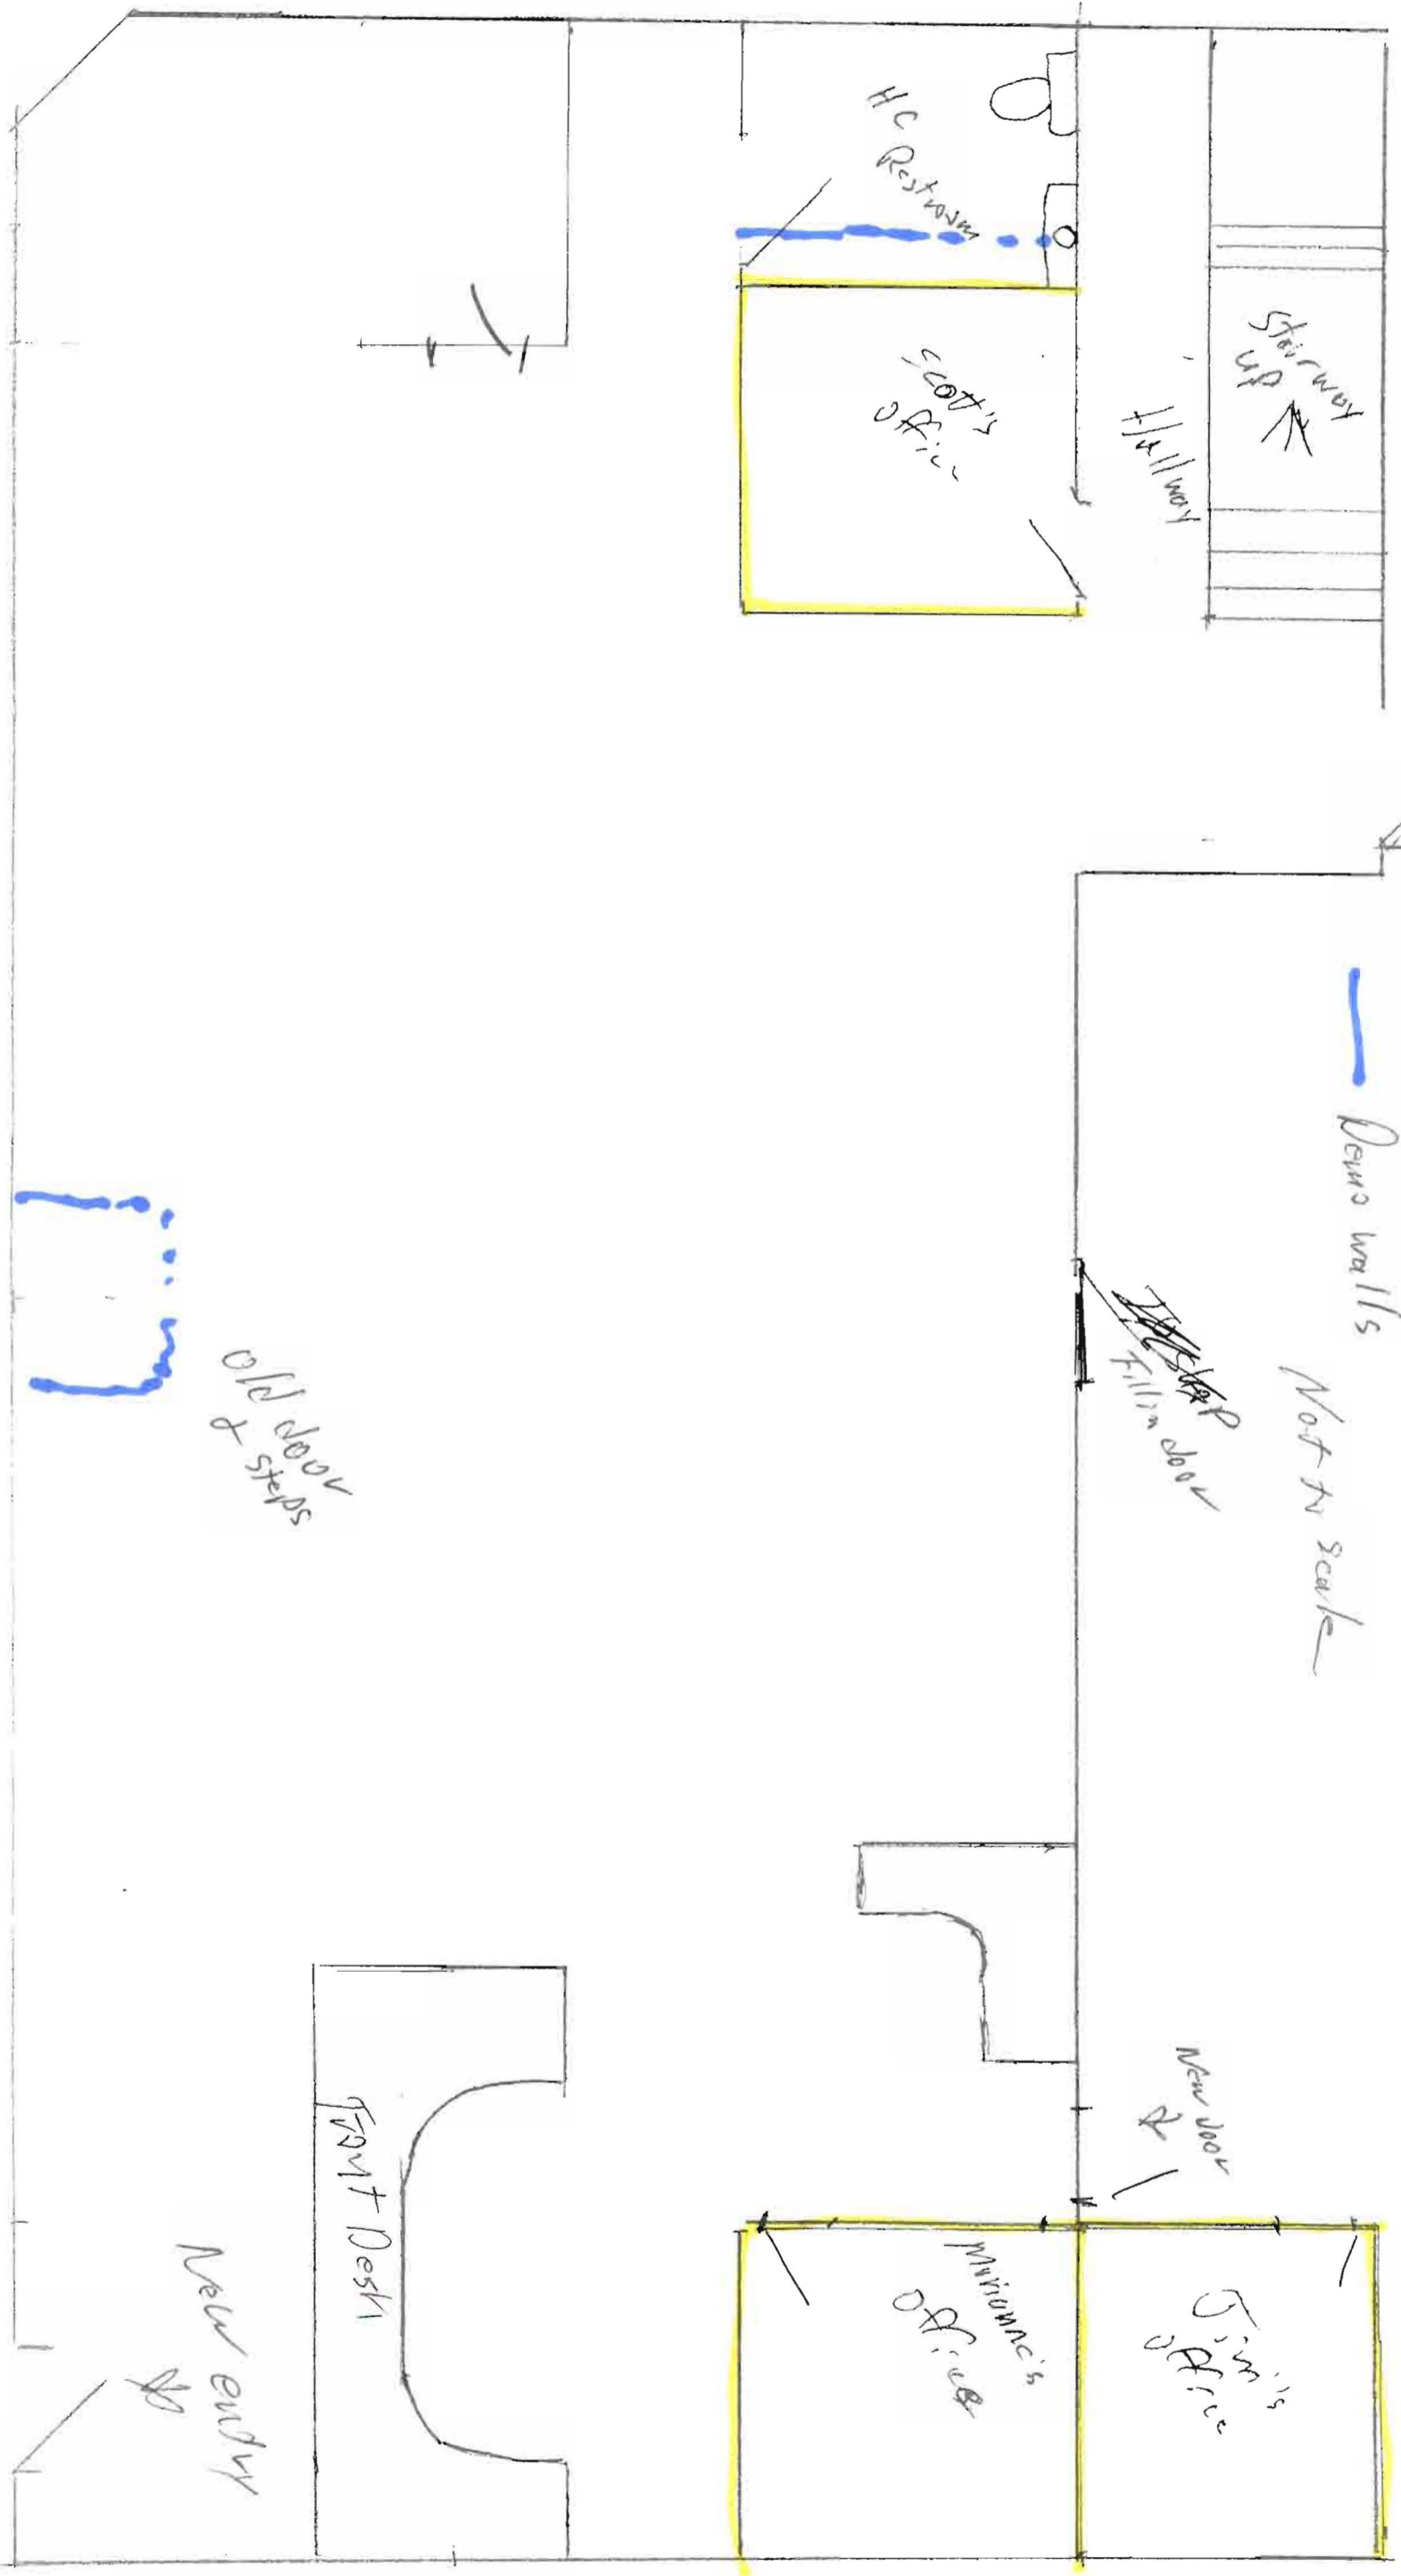 HC
Restroom
Scott's
Office
Hallway
Stairway
up
Demo walls
Not to scale
Fill in door
old door
& steps
New door
Front Desk
New entry
Marianne's
Office
Jim's
office